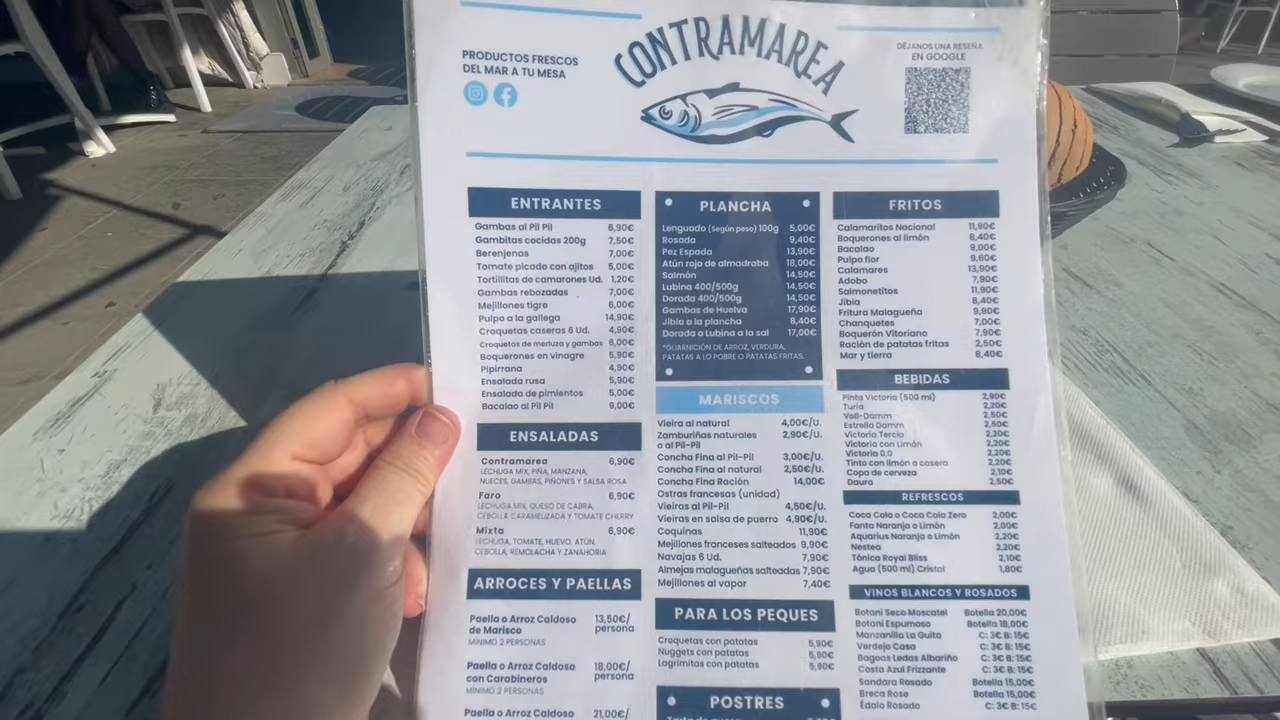 PRODUCTOS FRESCOS
DEL MAR A TU MESA
CONTRAMAREA
DÉJANOS UNA RESEÑA
EN GOOGLE
ENTRANTES
Gambas al Pil Pil 6,90€
Gambitas cocidas 200g 7,50€
Berenjenas 7,00€
Tomate picado con ajitos 5,00€
Tortillitas de camarones Ud. 1,20€
Gambas rebozadas 7,00€
Mejillones tigre 6,00€
Pulpo a la gallega 14,90€
Croquetas caseras 6 Ud. 4,90€
Croquetas de merluza y gambas 6,00€
Boquerones en vinagre 5,90€
Pipirrana 4,90€
Ensalada rusa 5,90€
Ensalada de pimientos 5,00€
Bacalao al Pil Pil 9,00€
ENSALADAS
Contramarea 6,90€
LECHUGA MIX, PIÑA, MANZANA,
NUECES, GAMBAS, PIÑONES Y SALSA ROSA
Faro 6,90€
LECHUGA MIX, QUESO DE CABRA,
CEBOLLA CARAMELIZADA Y TOMATE CHERRY
Mixta 6,90€
LECHUGA, TOMATE, HUEVO, ATÚN,
CEBOLLA, REMOLACHA Y ZANAHORIA
ARROCES Y PAELLAS
Paella o Arroz Caldoso 13,50€/
de Marisco persona
MÍNIMO 2 PERSONAS
Paella o Arroz Caldoso 18,00€/
con Carabineros persona
MÍNIMO 2 PERSONAS
Paella o Arroz Caldoso 21,00€/
PLANCHA
Lenguado (Según peso) 100g 5,00€
Rosada 9,40€
Pez Espada 13,90€
Atún rojo de almadraba 18,00€
Salmón 14,50€
Lubina 400/500g 14,50€
Dorada 400/500g 14,50€
Gambas de Huelva 17,90€
Jibia a la plancha 8,40€
Dorada o Lubina a la sal 17,00€
*GUARNICIÓN DE ARROZ, VERDURA,
PATATAS A LO POBRE O PATATAS FRITAS.
MARISCOS
Vieira al natural 4,00€/U.
Zamburiñas naturales 2,90€/U.
o al Pil-Pil
Concha Fina al Pil-Pil 3,00€/U.
Concha Fina al natural 2,50€/U.
Concha Fina Ración 14,00€
Ostras francesas (unidad)
Vieiras al Pil-Pil 4,50€/U.
Vieiras en salsa de puerro 4,90€/U.
Coquinas 11,90€
Mejillones franceses salteados 9,90€
Navajas 6 Ud. 7,90€
Almejas malagueñas salteadas 7,90€
Mejillones al vapor 7,40€
PARA LOS PEQUES
Croquetas con patatas 5,90€
Nuggets con patatas 5,90€
Lagrimitas con patatas 5,90€
POSTRES
FRITOS
Calamaritos Nacional 11,90€
Boquerones al limón 8,40€
Bacalao 9,00€
Pulpo flor 9,60€
Calamares 13,90€
Adobo 7,90€
Salmonetitos 11,90€
Jibia 8,40€
Fritura Malagueña 9,90€
Chanquetes 7,00€
Boquerón Vitoriano 7,90€
Ración de patatas fritas 2,50€
Mar y tierra 8,40€
BEBIDAS
Pinta Victoria (500 ml) 2,90€
Turia 2,20€
Voll-Damm 2,50€
Estrella Damm 2,50€
Victoria Tercio 2,20€
Victoria con Limón 2,20€
Victoria 0,0 2,20€
Tinto con limón o casera 2,20€
Copa de cerveza 2,10€
Daura 2,50€
REFRESCOS
Coca Cola o Coca Cola Zero 2,00€
Fanta Naranja o Limón 2,00€
Aquarius Naranja o Limón 2,20€
Nestea 2,20€
Tónica Royal Bliss 2,10€
Agua (500 ml) Cristal 1,80€
VINOS BLANCOS Y ROSADOS
Botani Seco Moscatel Botella 20,00€
Botani Espumoso Botella 18,00€
Manzanilla La Guita C: 3€ B: 15€
Verdejo Casa C: 3€ B: 15€
Bagoas Ledas Albariño C: 3€ B: 15€
Costa Azul Frizzante C: 3€ B: 15€
Sandara Rasado Botella 15,00€
Breca Rose Botella 15,00€
Édalo Rosado C: 3€ B: 15€